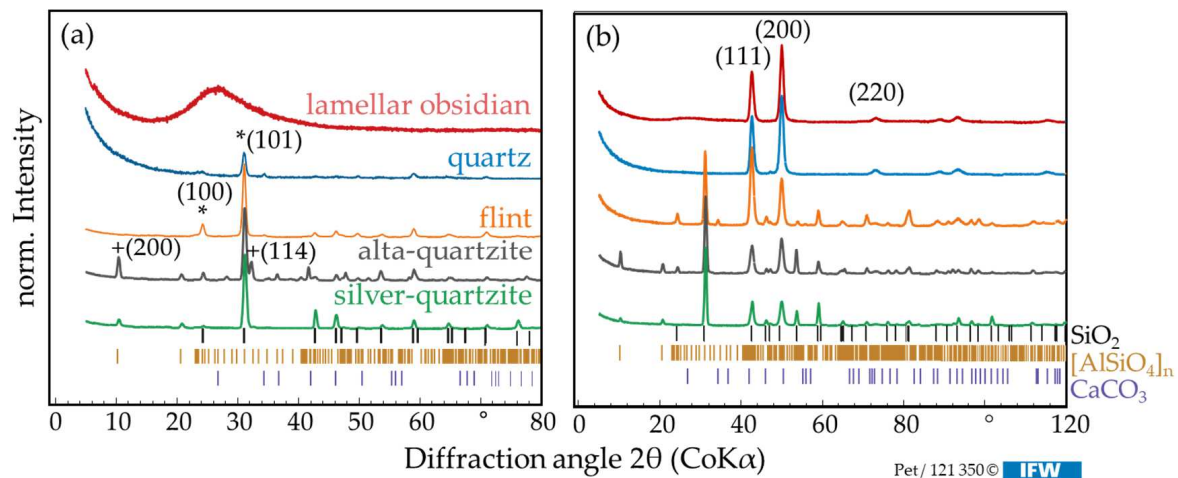 (a)
lamellar obsidian
*(101)
quartz
(100)
*
flint
+(200)
+(114)
alta-quartzite
silver-quartzite
0 10 20 30 40 50 60 70 ° 80
norm. Intensity
(b)
(200)
(111)
(220)
SiO₂
[AlSiO₄]n
CaCO₃
0 20 40 60 80 ° 120
Diffraction angle 2θ (CoKα)
Pet/ 121 350 © IFW